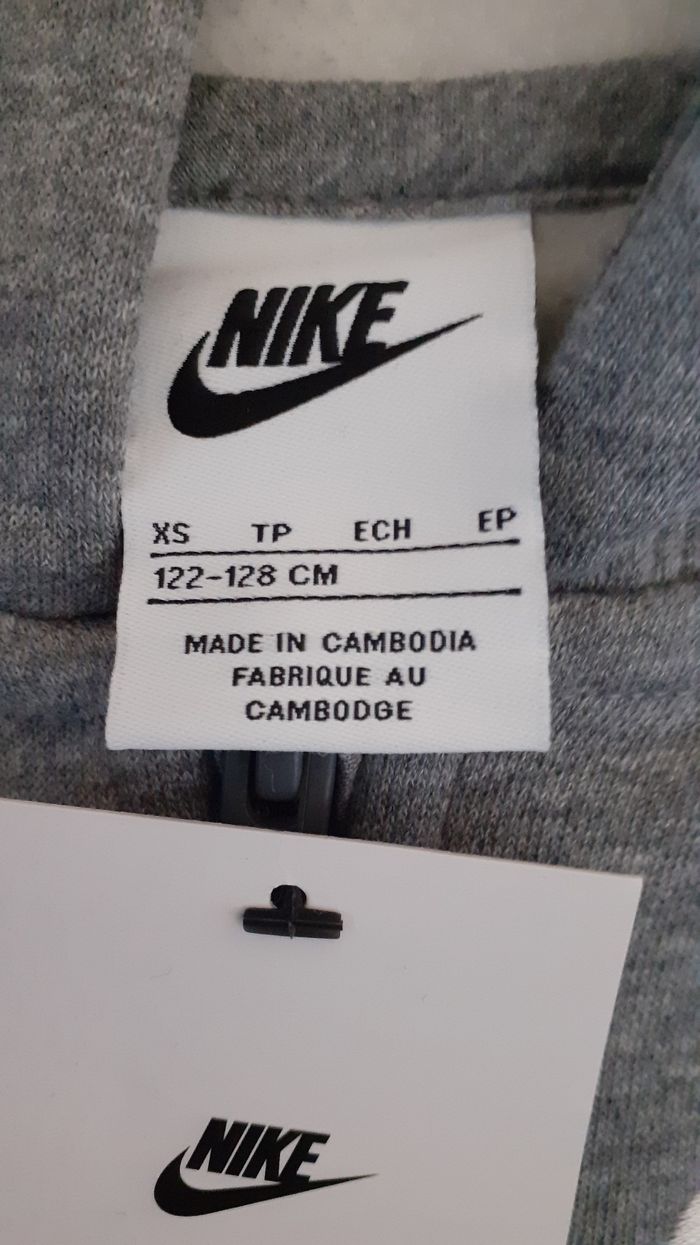 NIKE
XS TP ECH EP
122-128 CM
MADE IN CAMBODIA
FABRIQUE AU
CAMBODGE
NIKE